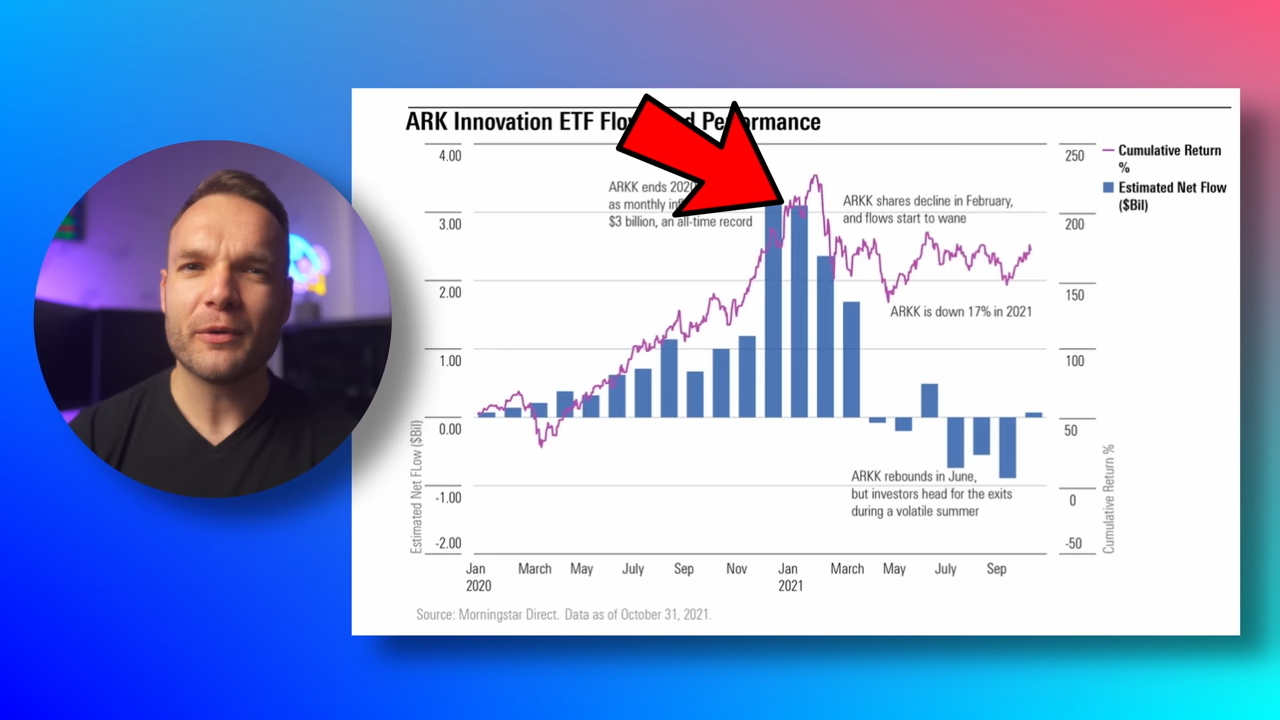 ARK Innovation ETF Flo d Pe ormance
4.00
3.00
2.00
1.00
0.00
-1.00
-2.00
Estimated Net FLow ($Bil)
ARKK ends 2020
as monthly
$3 billion, an all-time record
ARKK shares decline in February,
and flows start to wane
ARKK is down 17% in 2021
ARKK rebounds in June,
but investors head for the exits
during a volatile summer
250
200
150
100
50
0
-50
Cumulative Return %
Cumulative Return
%
Estimated Net Flow
($Bil)
Jan
2020
March
May
July
Sep
Nov
Jan
2021
March
May
July
Sep
Source: Morningstar Direct. Data as of October 31, 2021.